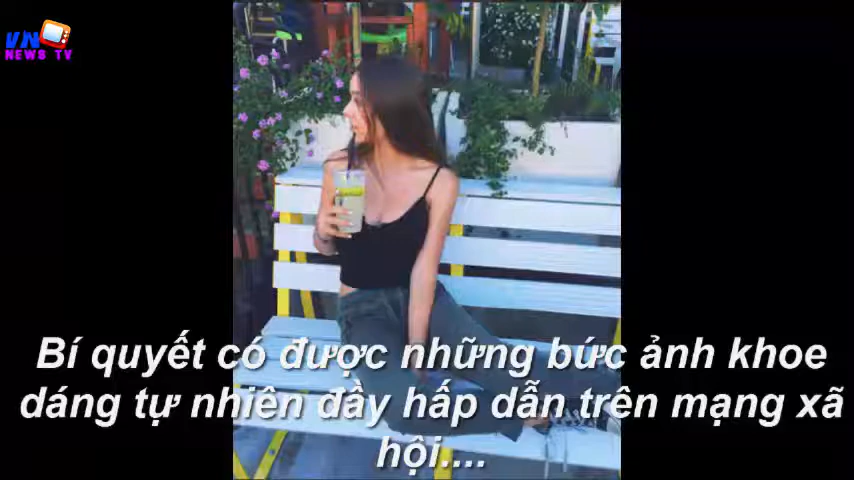 VN
NEWS TV
Bí quyết có được những bức ảnh khoe
dáng tự nhiên đầy hấp dẫn trên mạng xã
hội....